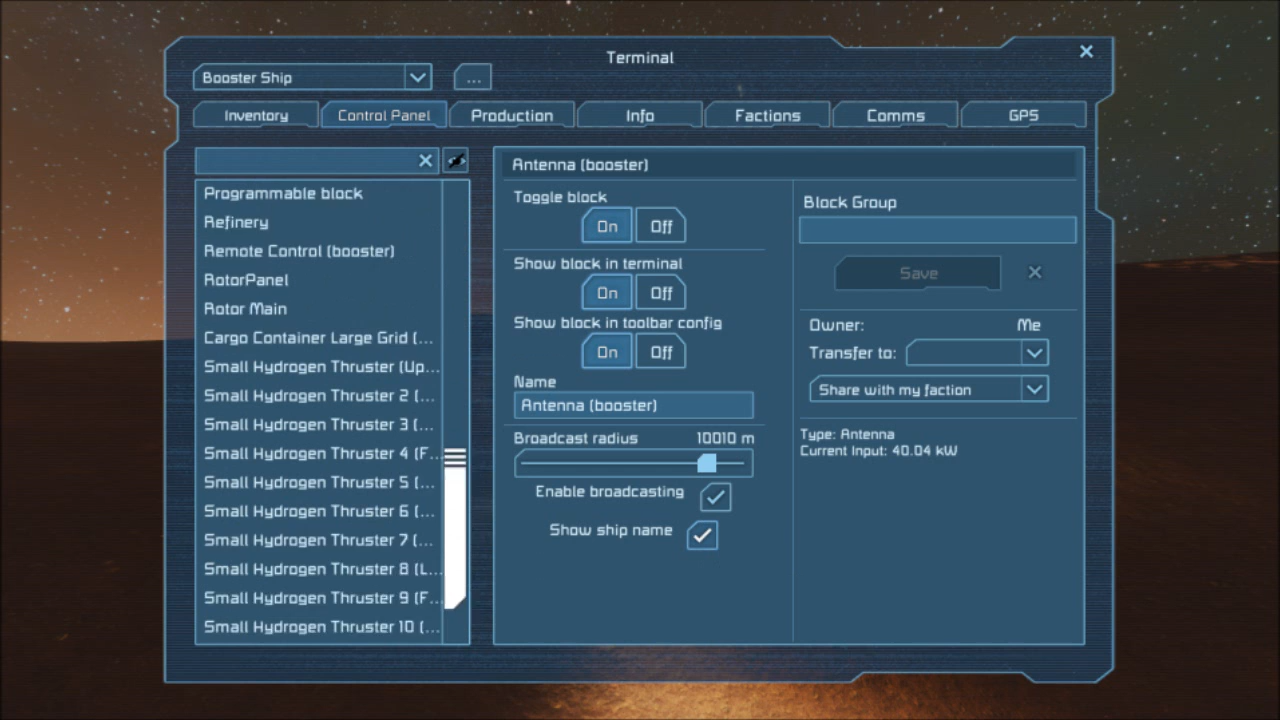 Terminal
Booster Ship
...
Inventory
Control Panel
Production
Info
Factions
Comms
GPS
Programmable block
Refinery
Remote Control (booster)
RotorPanel
Rotor Main
Cargo Container Large Grid (...
Small Hydrogen Thruster (Up...
Small Hydrogen Thruster 2 (...
Small Hydrogen Thruster 3 (...
Small Hydrogen Thruster 4 (F...
Small Hydrogen Thruster 5 (...
Small Hydrogen Thruster 6 (...
Small Hydrogen Thruster 7 (...
Small Hydrogen Thruster 8 (L...
Small Hydrogen Thruster 9 (F...
Small Hydrogen Thruster 10 (...
Antenna (booster)
Toggle block
On Off
Show block in terminal
On Off
Show block in toolbar config
On Off
Name
Antenna (booster)
Broadcast radius 10010 m
Enable broadcasting
Show ship name
Block Group
Save
Owner: Me
Transfer to:
Share with my faction
Type: Antenna
Current Input: 40.04 kW